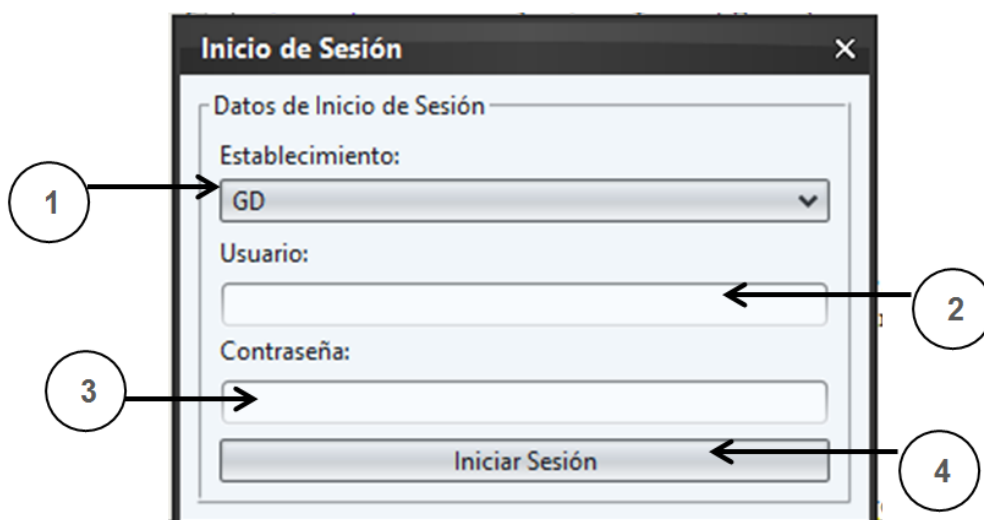 Inicio de Sesión
Datos de Inicio de Sesión
Establecimiento:
1
GD
Usuario:
2
Contraseña:
3
Iniciar Sesión
4